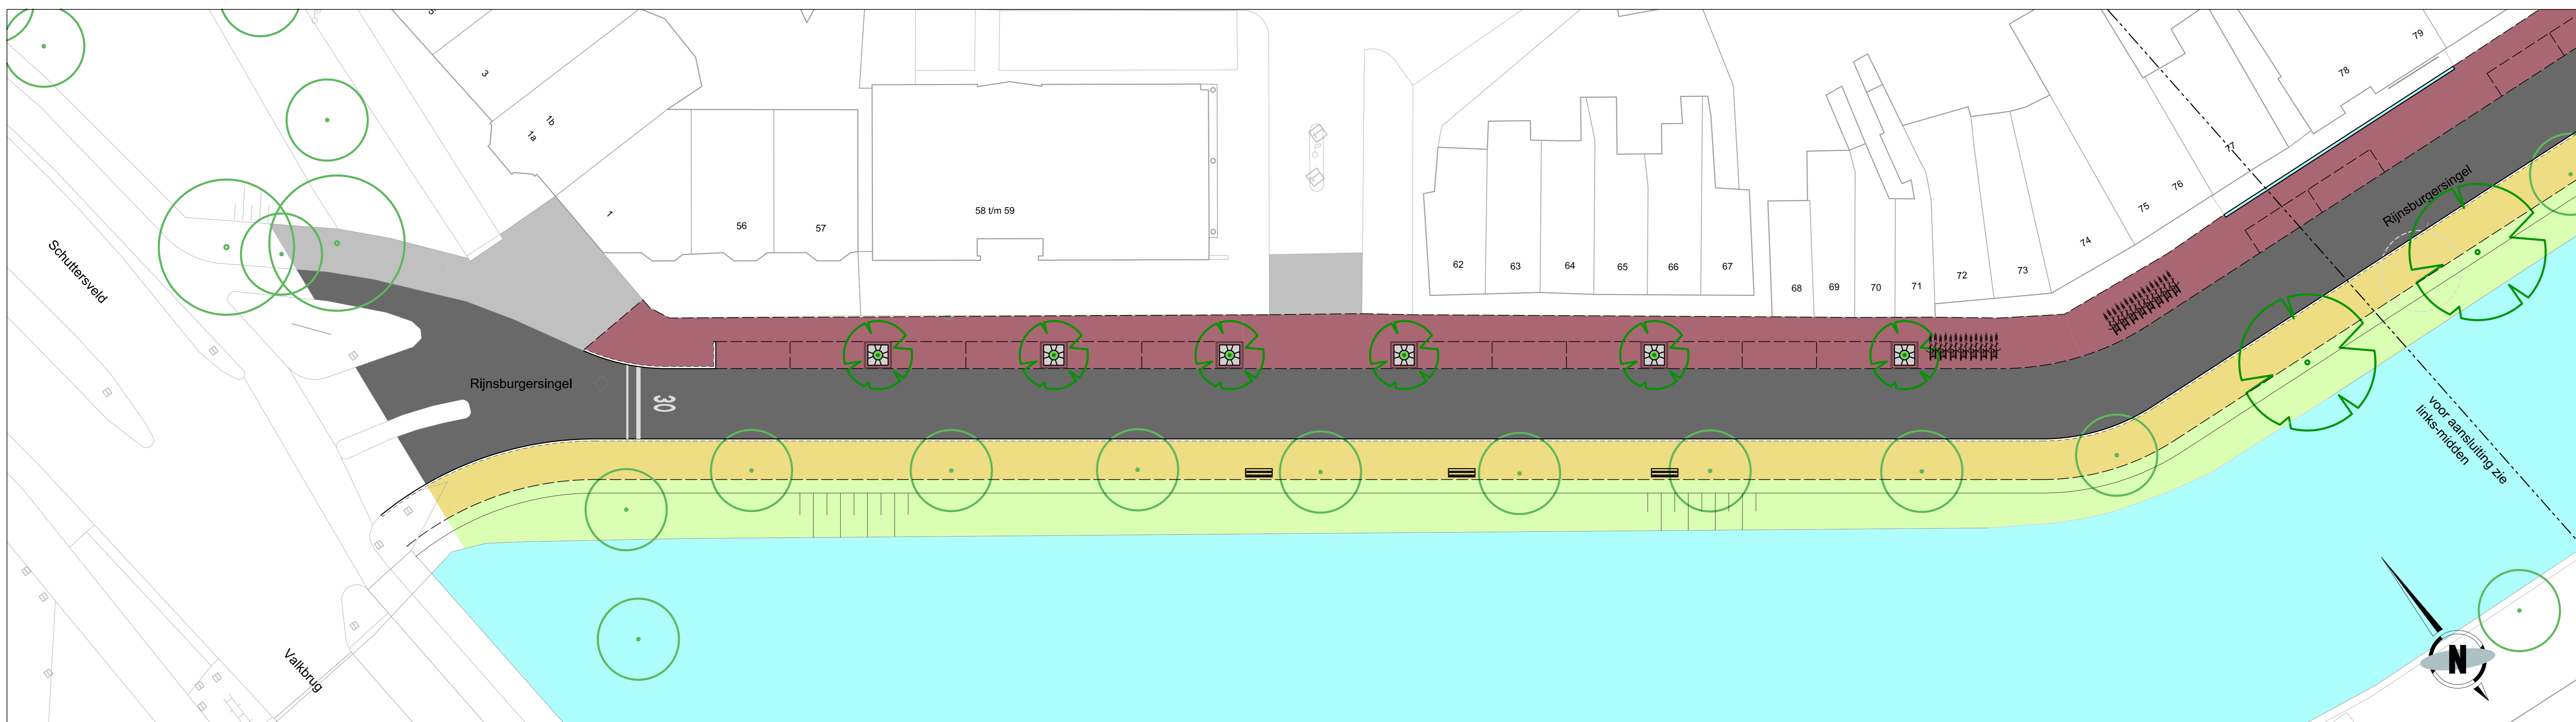 3
1b
1a
1
56
57
58 t/m 59
62
63
64
65
66
67
68
69
70
71
72
73
74
75
76
77
78
79
Schuttersveld
Rijnsburgersingel
30
Rijnsburgersingel
voor aansluiting zie
links-midden
Valkbrug
N